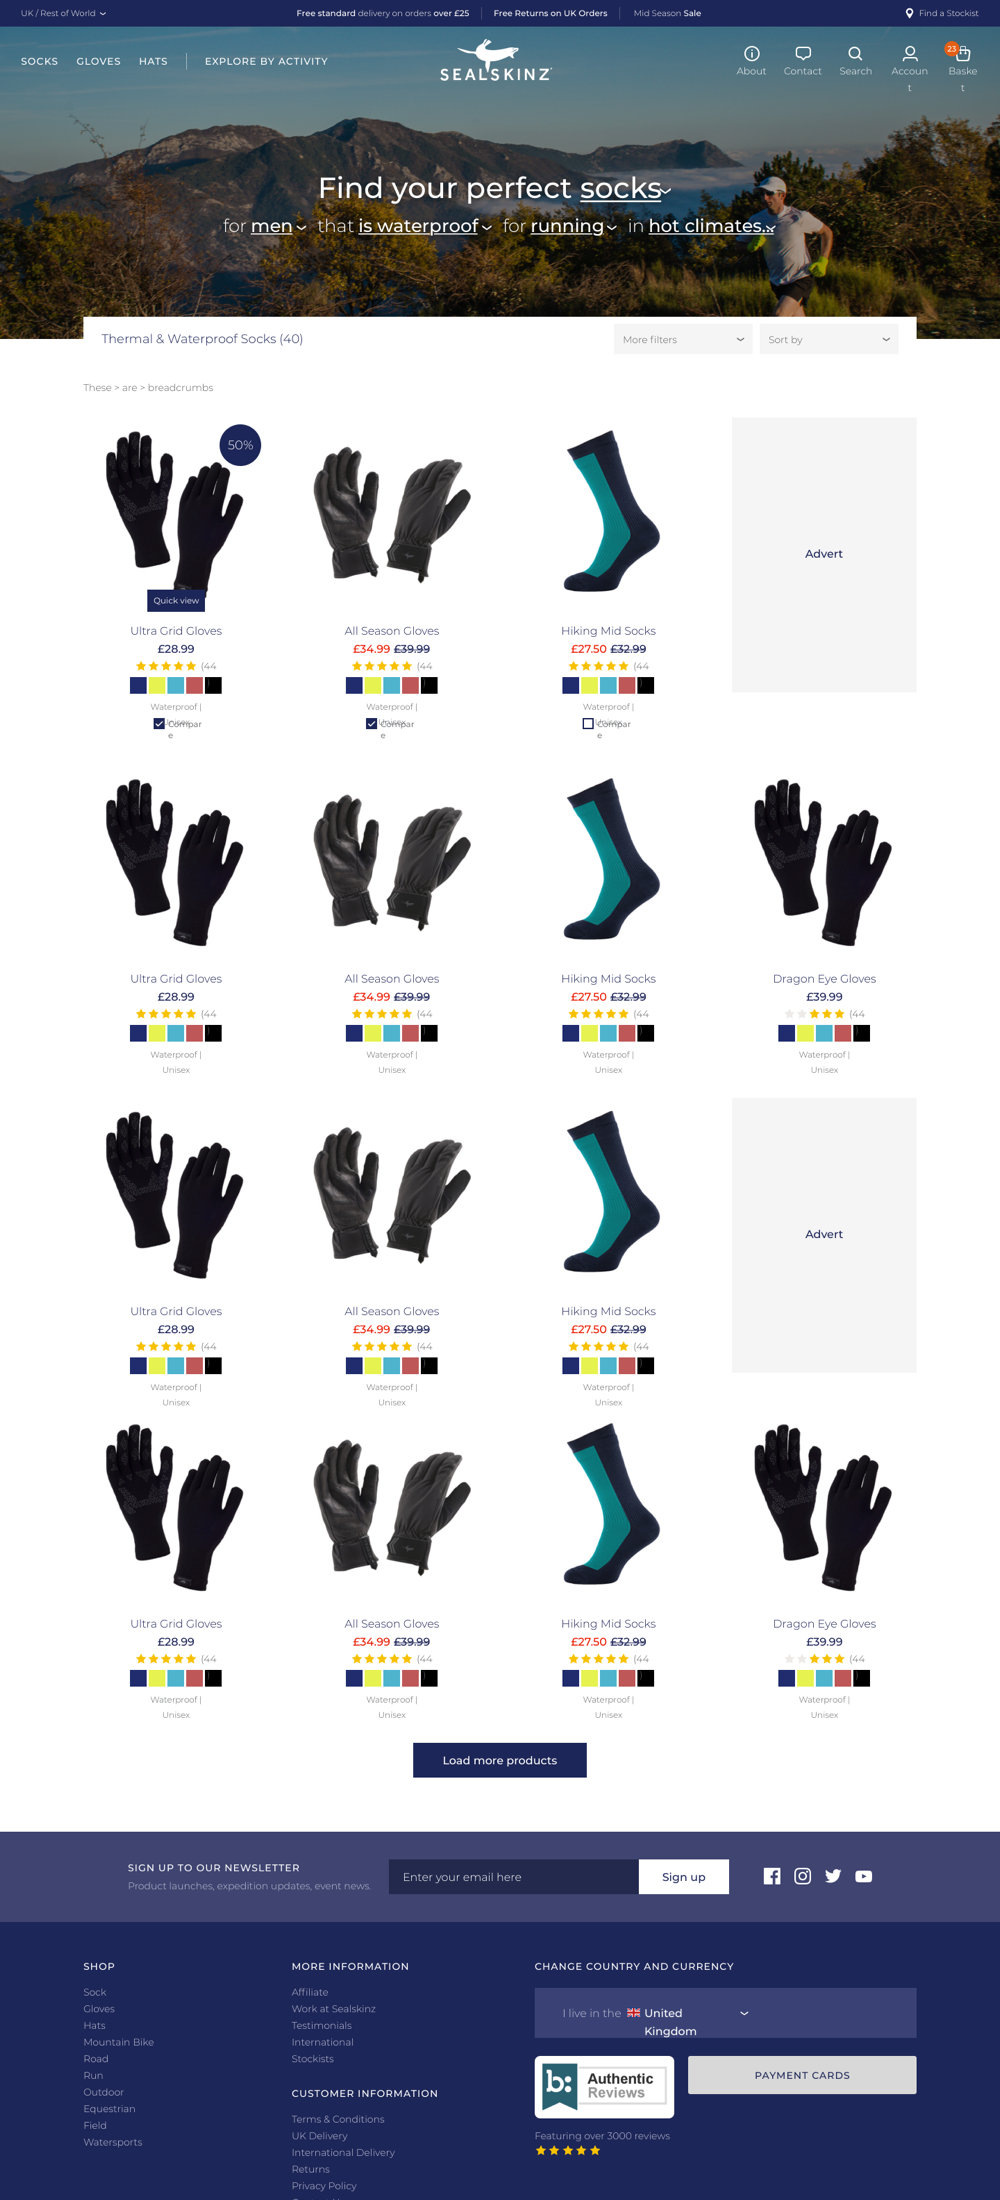 UK / Rest of World
Free standard delivery on orders over £25
Free Returns on UK Orders
Mid Season Sale
Find a Stockist
SOCKS GLOVES HATS EXPLORE BY ACTIVITY
SEALSKINZ
About
Contact
Search
Accoun
t
23
Baske
t
Find your perfect socks
for men that is waterproof for running in hot climates...
Thermal & Waterproof Socks (40)
More filters
Sort by
These > are > breadcrumbs
50%
Quick view
Ultra Grid Gloves
£28.99
(44
Waterproof |
Unisex
Compar
e
All Season Gloves
£34.99 £39.99
(44
Waterproof |
Unisex
Compar
e
Hiking Mid Socks
£27.50 £32.99
(44
Waterproof |
Unisex
Compar
e
Advert
Ultra Grid Gloves
£28.99
(44
Waterproof |
Unisex
All Season Gloves
£34.99 £39.99
(44
Waterproof |
Unisex
Hiking Mid Socks
£27.50 £32.99
(44
Waterproof |
Unisex
Dragon Eye Gloves
£39.99
(44
Waterproof |
Unisex
Ultra Grid Gloves
£28.99
(44
Waterproof |
Unisex
All Season Gloves
£34.99 £39.99
(44
Waterproof |
Unisex
Hiking Mid Socks
£27.50 £32.99
(44
Waterproof |
Unisex
Advert
Ultra Grid Gloves
£28.99
(44
Waterproof |
Unisex
All Season Gloves
£34.99 £39.99
(44
Waterproof |
Unisex
Hiking Mid Socks
£27.50 £32.99
(44
Waterproof |
Unisex
Dragon Eye Gloves
£39.99
(44
Waterproof |
Unisex
Load more products
SIGN UP TO OUR NEWSLETTER
Product launches, expedition updates, event news.
Enter your email here
Sign up
SHOP
Sock
Gloves
Hats
Mountain Bike
Road
Run
Outdoor
Equestrian
Field
Watersports
MORE INFORMATION
Affiliate
Work at Sealskinz
Testimonials
International
Stockists
CUSTOMER INFORMATION
Terms & Conditions
UK Delivery
International Delivery
Returns
Privacy Policy
CHANGE COUNTRY AND CURRENCY
I live in the United
Kingdom
b: Authentic
Reviews
PAYMENT CARDS
Featuring over 3000 reviews